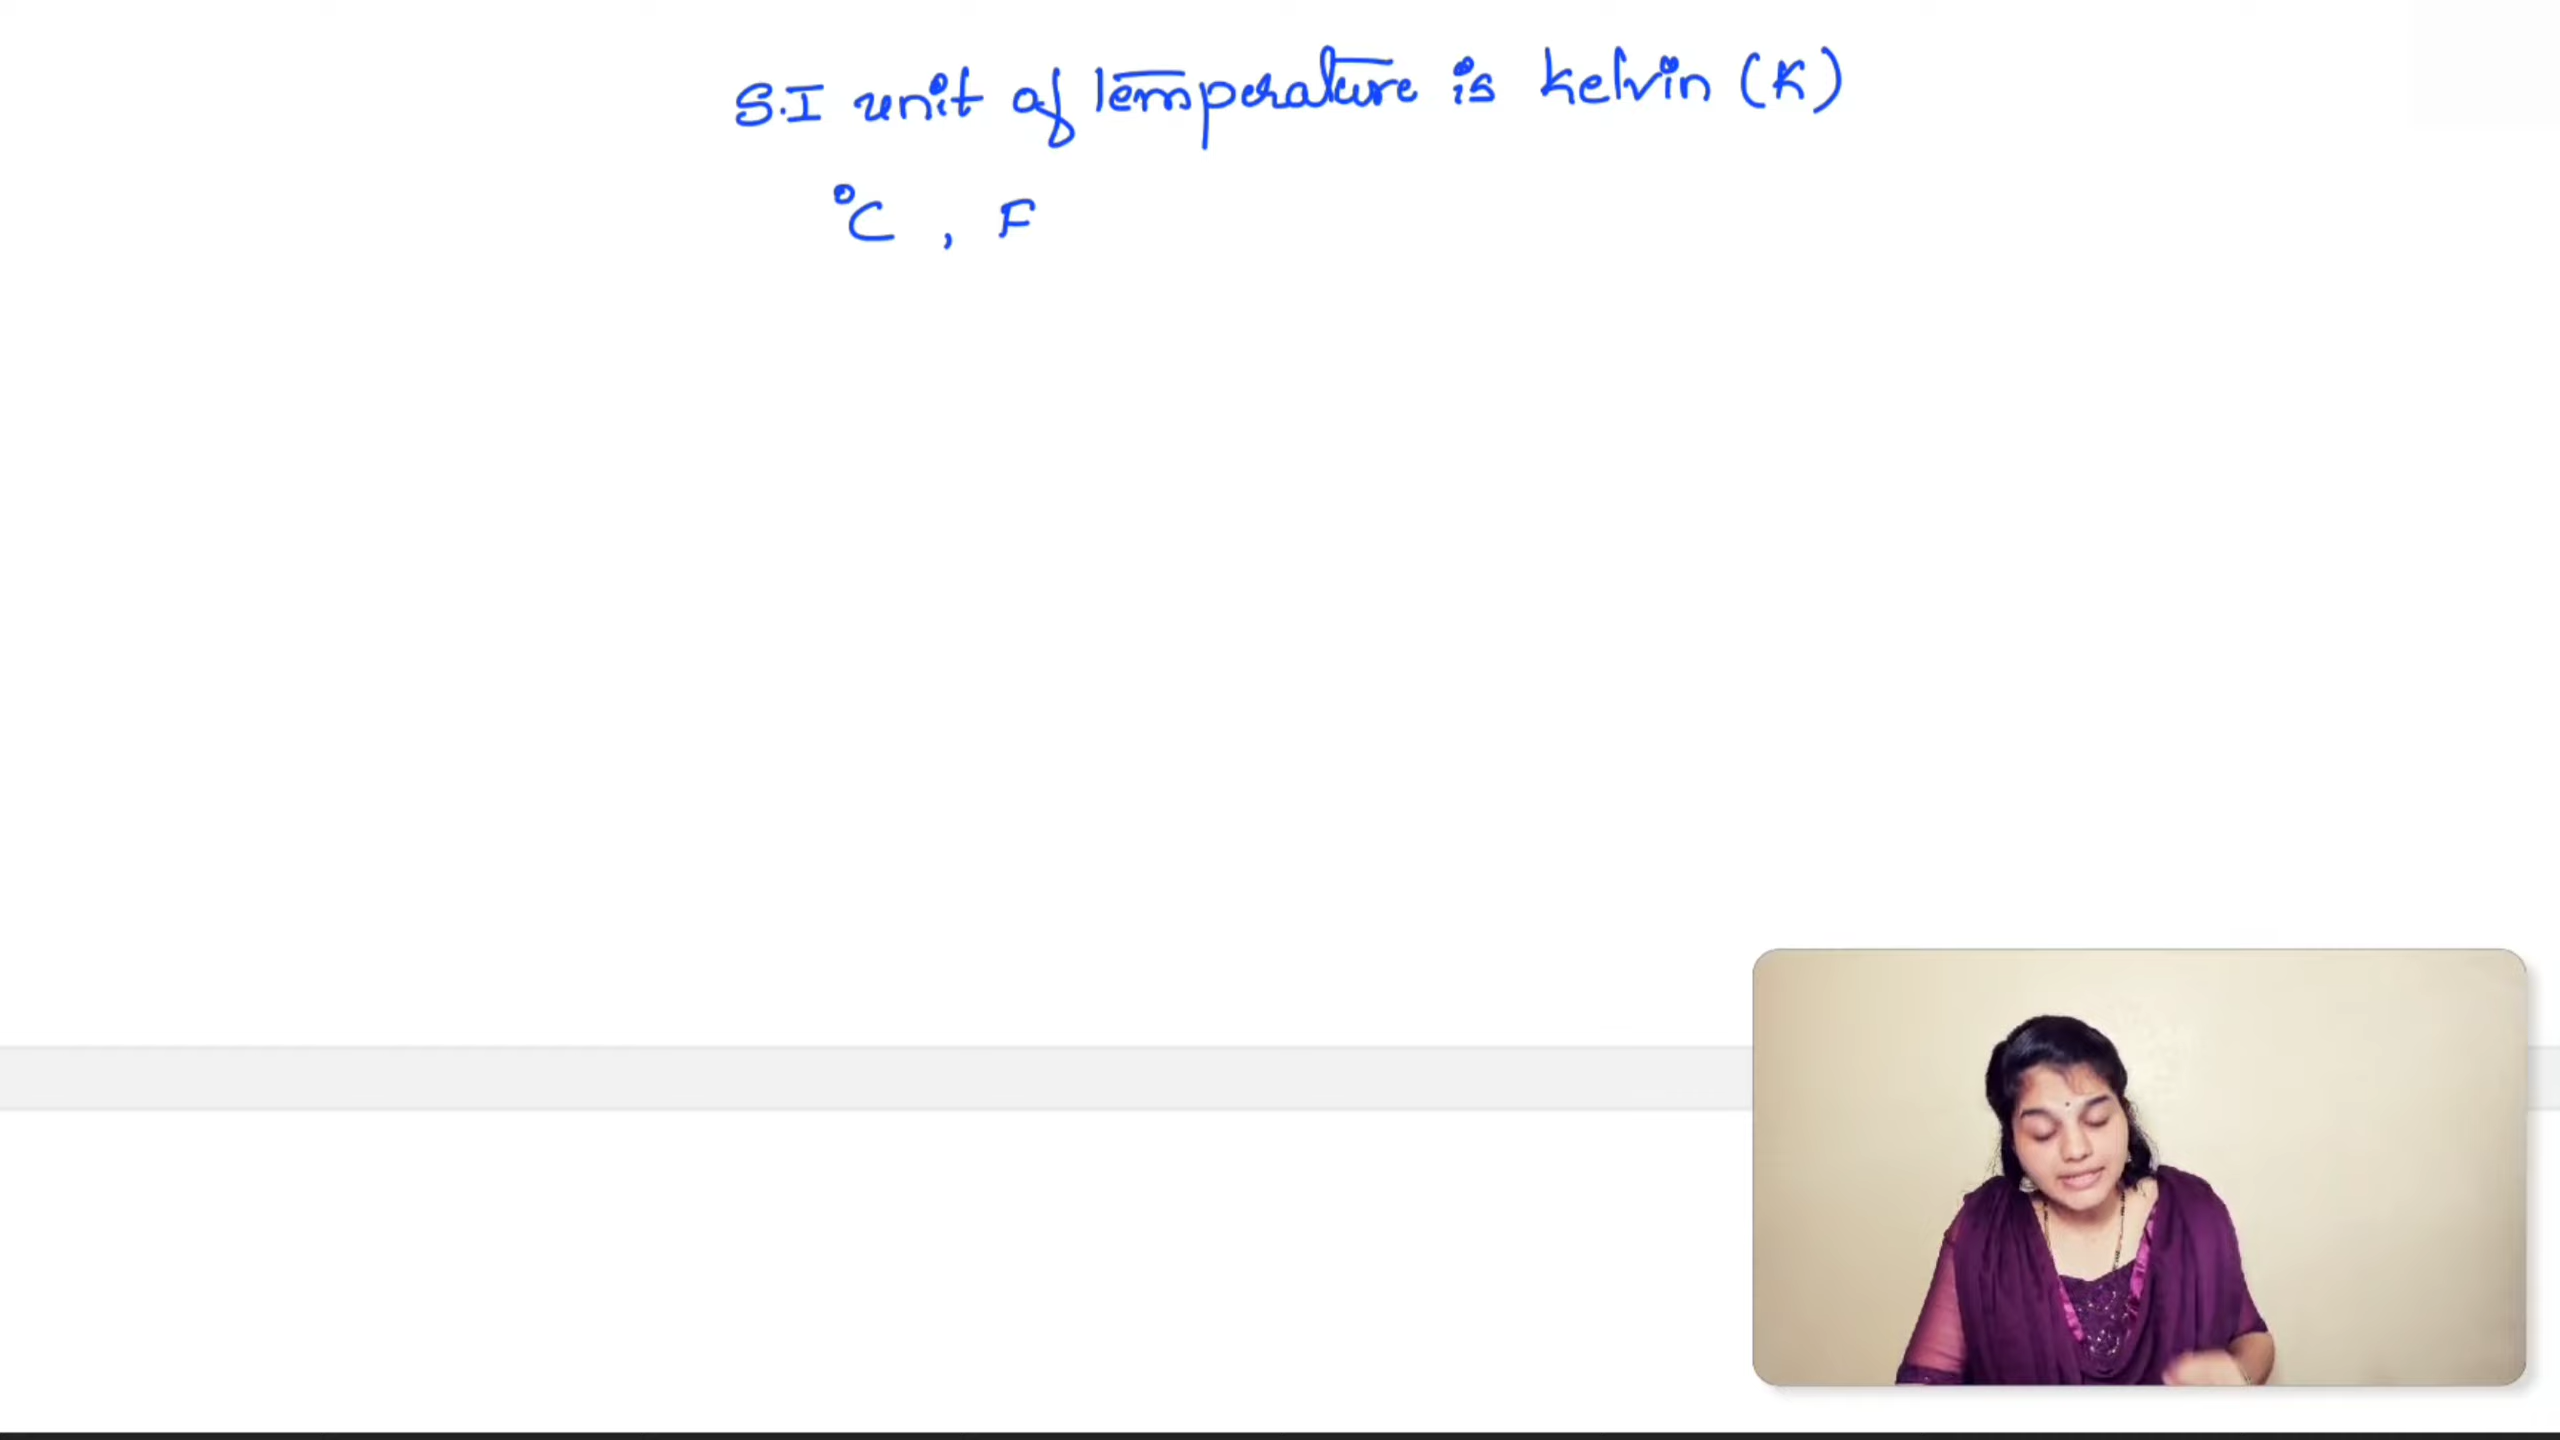 S.I unit of temperature is kelvin (K)
°C , F